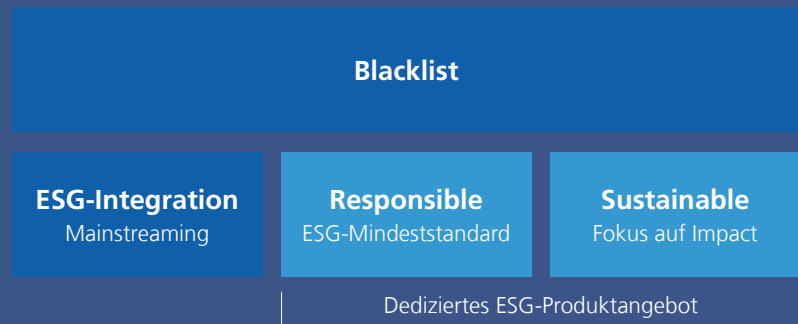 Blacklist
ESG-Integration
Mainstreaming
Responsible
ESG-Mindeststandard
Sustainable
Fokus auf Impact
Dediziertes ESG-Produktangebot